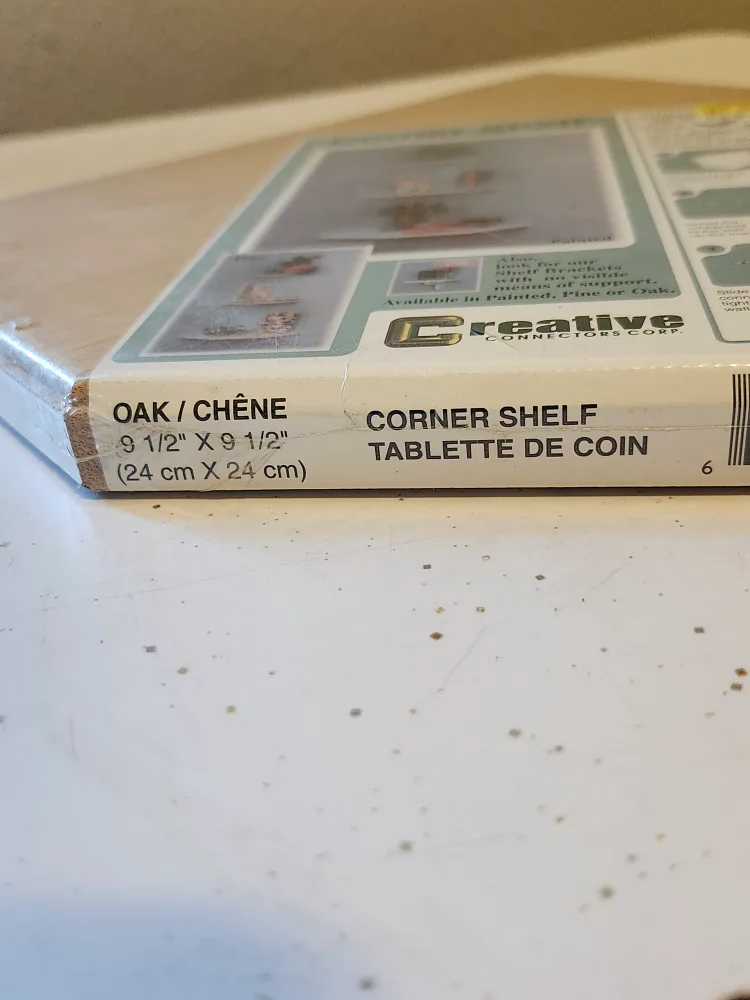 Painted
Also,
look for our
Shelf Brackets
with no visible
means of support.
Available in Painted, Pine or Oak.
Creative
CONNECTORS CORP.
Slide
OAK / CHÊNE
9 1/2" X 9 1/2"
(24 cm X 24 cm)
CORNER SHELF
TABLETTE DE COIN
6